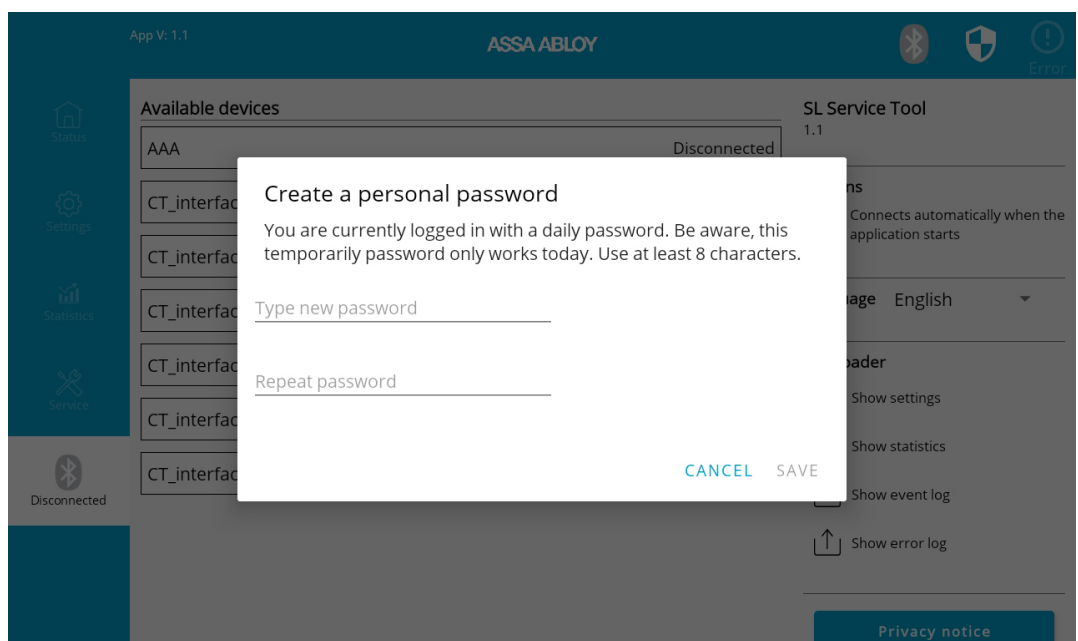 App V: 1.1
ASSA ABLOY
Error
Status
Settings
Statistics
Service
Disconnected
Available devices
AAA Disconnected
CT_interfac
CT_interfac
CT_interfac
CT_interfac
CT_interfac
CT_interfac
Create a personal password
You are currently logged in with a daily password. Be aware, this
temporarily password only works today. Use at least 8 characters.
Type new password
Repeat password
CANCEL SAVE
SL Service Tool
1.1
ns
Connects automatically when the
application starts
age English
oader
Show settings
Show statistics
Show event log
Show error log
Privacy notice